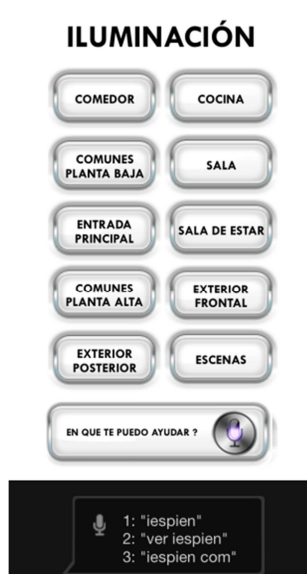 ILUMINACIÓN
COMEDOR
COCINA
COMUNES
PLANTA BAJA
SALA
ENTRADA
PRINCIPAL
SALA DE ESTAR
COMUNES
PLANTA ALTA
EXTERIOR
FRONTAL
EXTERIOR
POSTERIOR
ESCENAS
EN QUE TE PUEDO AYUDAR ?
1: "iespien"
2: "ver iespien"
3: "iespien com"